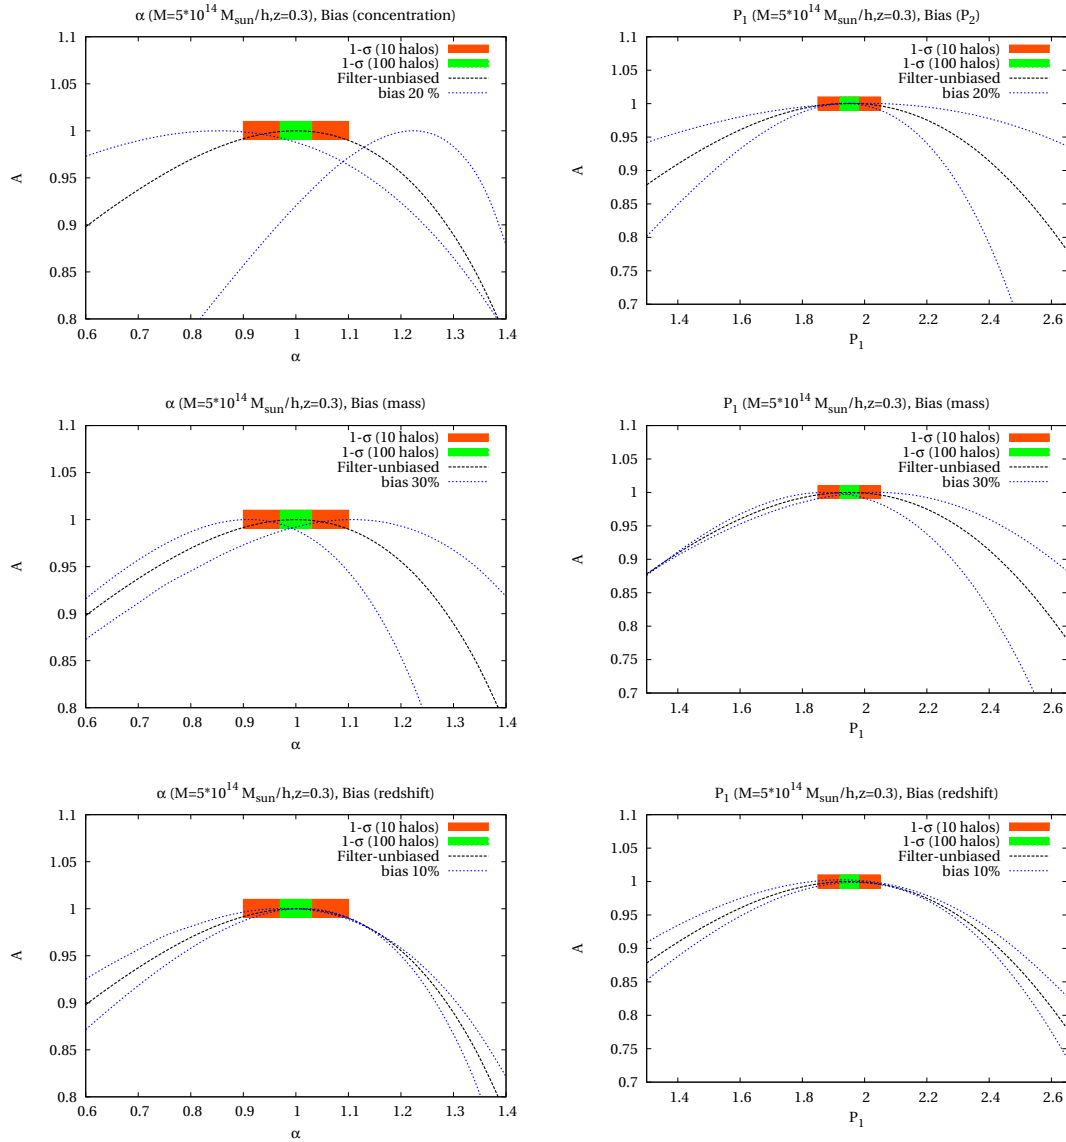 α (M=5*10^14 M_sun/h,z=0.3), Bias (concentration)
1-σ (10 halos)
1-σ (100 halos)
Filter-unbiased
bias 20 %
1.1
1.05
1
0.95
0.9
0.85
0.8
A
0.6 0.7 0.8 0.9 1 1.1 1.2 1.3 1.4
α
P_1 (M=5*10^14 M_sun/h,z=0.3), Bias (P_2)
1-σ (10 halos)
1-σ (100 halos)
Filter-unbiased
bias 20%
1.1
1.05
1
0.95
0.9
0.85
0.8
0.75
0.7
A
1.4 1.6 1.8 2 2.2 2.4 2.6
P_1
α (M=5*10^14 M_sun/h,z=0.3), Bias (mass)
1-σ (10 halos)
1-σ (100 halos)
Filter-unbiased
bias 30%
1.1
1.05
1
0.95
0.9
0.85
0.8
A
0.6 0.7 0.8 0.9 1 1.1 1.2 1.3 1.4
α
P_1 (M=5*10^14 M_sun/h,z=0.3), Bias (mass)
1-σ (10 halos)
1-σ (100 halos)
Filter-unbiased
bias 30%
1.1
1.05
1
0.95
0.9
0.85
0.8
0.75
0.7
A
1.4 1.6 1.8 2 2.2 2.4 2.6
P_1
α (M=5*10^14 M_sun/h,z=0.3), Bias (redshift)
1-σ (10 halos)
1-σ (100 halos)
Filter-unbiased
bias 10%
1.1
1.05
1
0.95
0.9
0.85
0.8
A
0.6 0.7 0.8 0.9 1 1.1 1.2 1.3 1.4
α
P_1 (M=5*10^14 M_sun/h,z=0.3), Bias (redshift)
1-σ (10 halos)
1-σ (100 halos)
Filter-unbiased
bias 10%
1.1
1.05
1
0.95
0.9
0.85
0.8
0.75
0.7
A
1.4 1.6 1.8 2 2.2 2.4 2.6
P_1